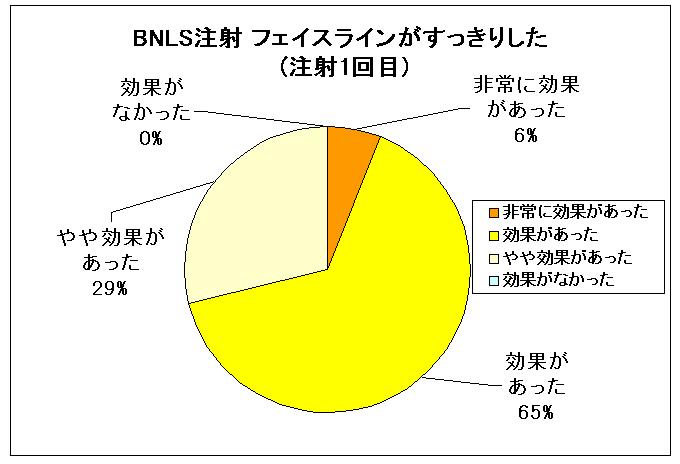 BNLS注射 フェイスラインがすっきりした
(注射1回目)
効果が
なかった
0%
非常に効果
があった
6%
やや効果が
あった
29%
非常に効果があった
効果があった
やや効果があった
効果がなかった
効果が
あった
65%